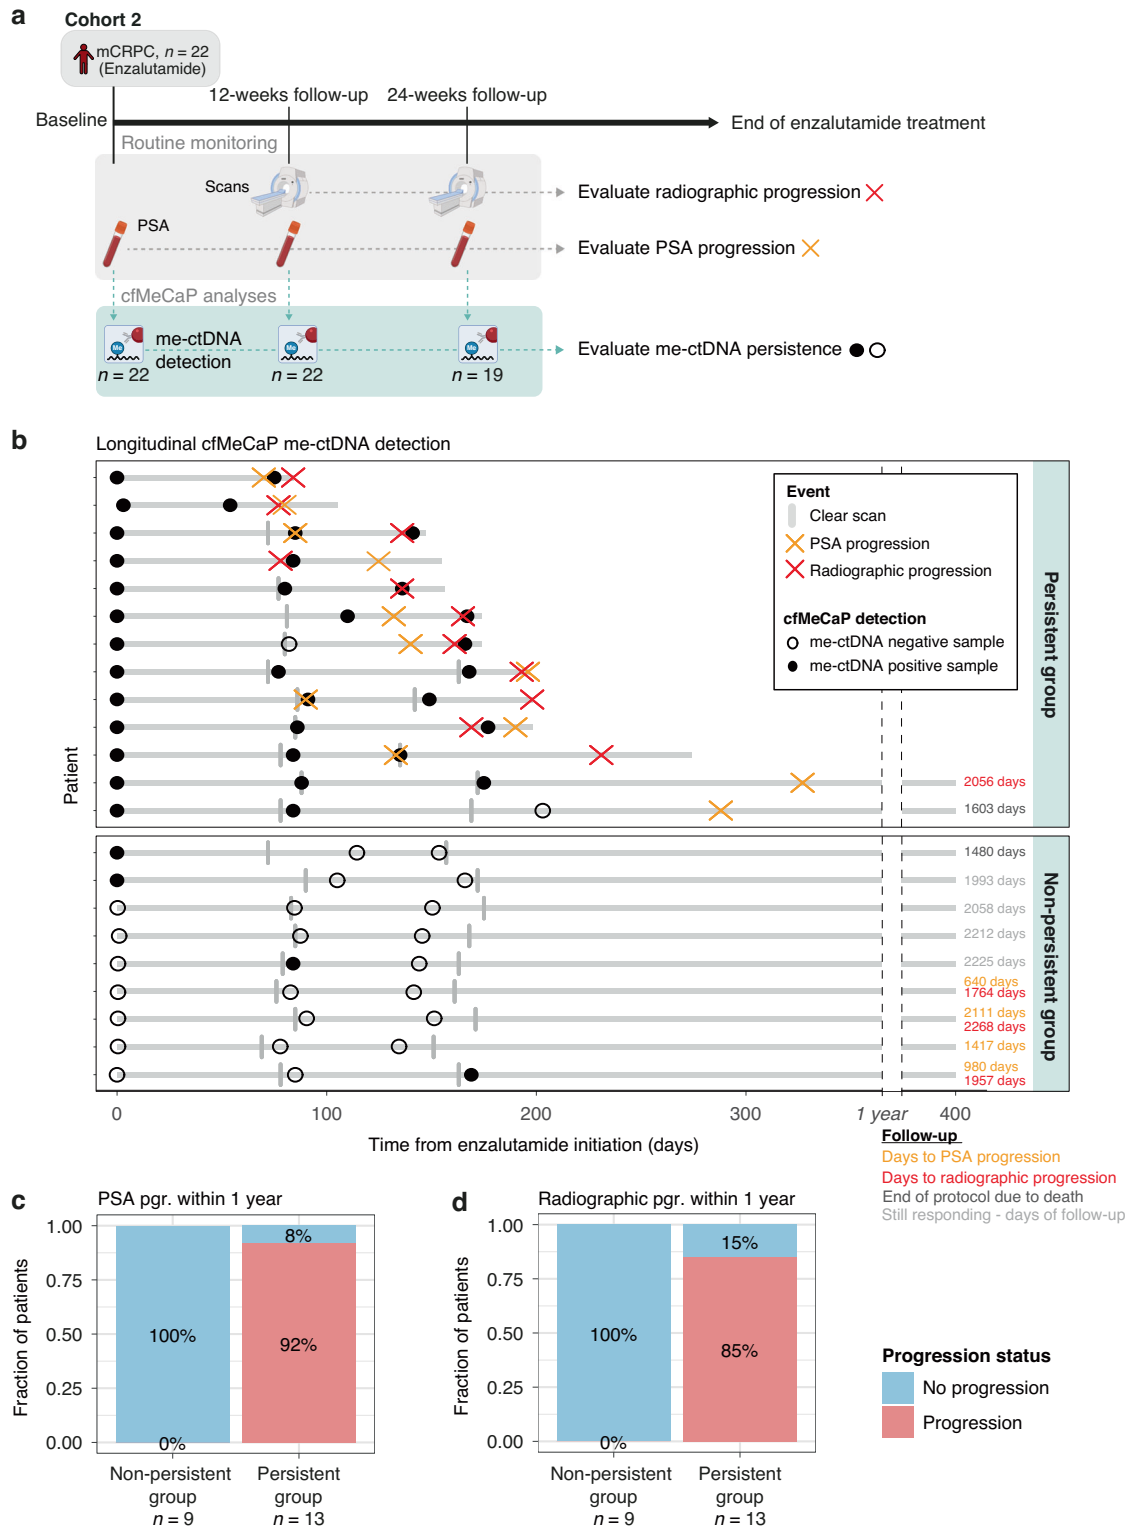 a
Cohort 2
mCRPC, n = 22
(Enzalutamide)
12-weeks follow-up
24-weeks follow-up
Baseline
End of enzalutamide treatment
Routine monitoring
Scans
Evaluate radiographic progression
PSA
Evaluate PSA progression
cfMeCaP analyses
me-ctDNA
detection
Me
Me
Me
Evaluate me-ctDNA persistence
n = 22
n = 22
n = 19
b
Longitudinal cfMeCaP me-ctDNA detection
Event
Clear scan
PSA progression
Radiographic progression
cfMeCaP detection
me-ctDNA negative sample
me-ctDNA positive sample
Persistent group
Patient
2056 days
1603 days
Non-persistent group
1480 days
1993 days
2058 days
2212 days
2225 days
640 days
1764 days
2111 days
2268 days
1417 days
980 days
1957 days
0
100
200
300
1 year
400
Time from enzalutamide initiation (days)
Follow-up
Days to PSA progression
Days to radiographic progression
End of protocol due to death
Still responding - days of follow-up
c
PSA pgr. within 1 year
Fraction of patients
1.00
0.75
0.50
0.25
0.00
8%
100%
92%
0%
Non-persistent
group
n = 9
Persistent
group
n = 13
d
Radiographic pgr. within 1 year
Fraction of patients
1.00
0.75
0.50
0.25
0.00
15%
100%
85%
0%
Non-persistent
group
n = 9
Persistent
group
n = 13
Progression status
No progression
Progression